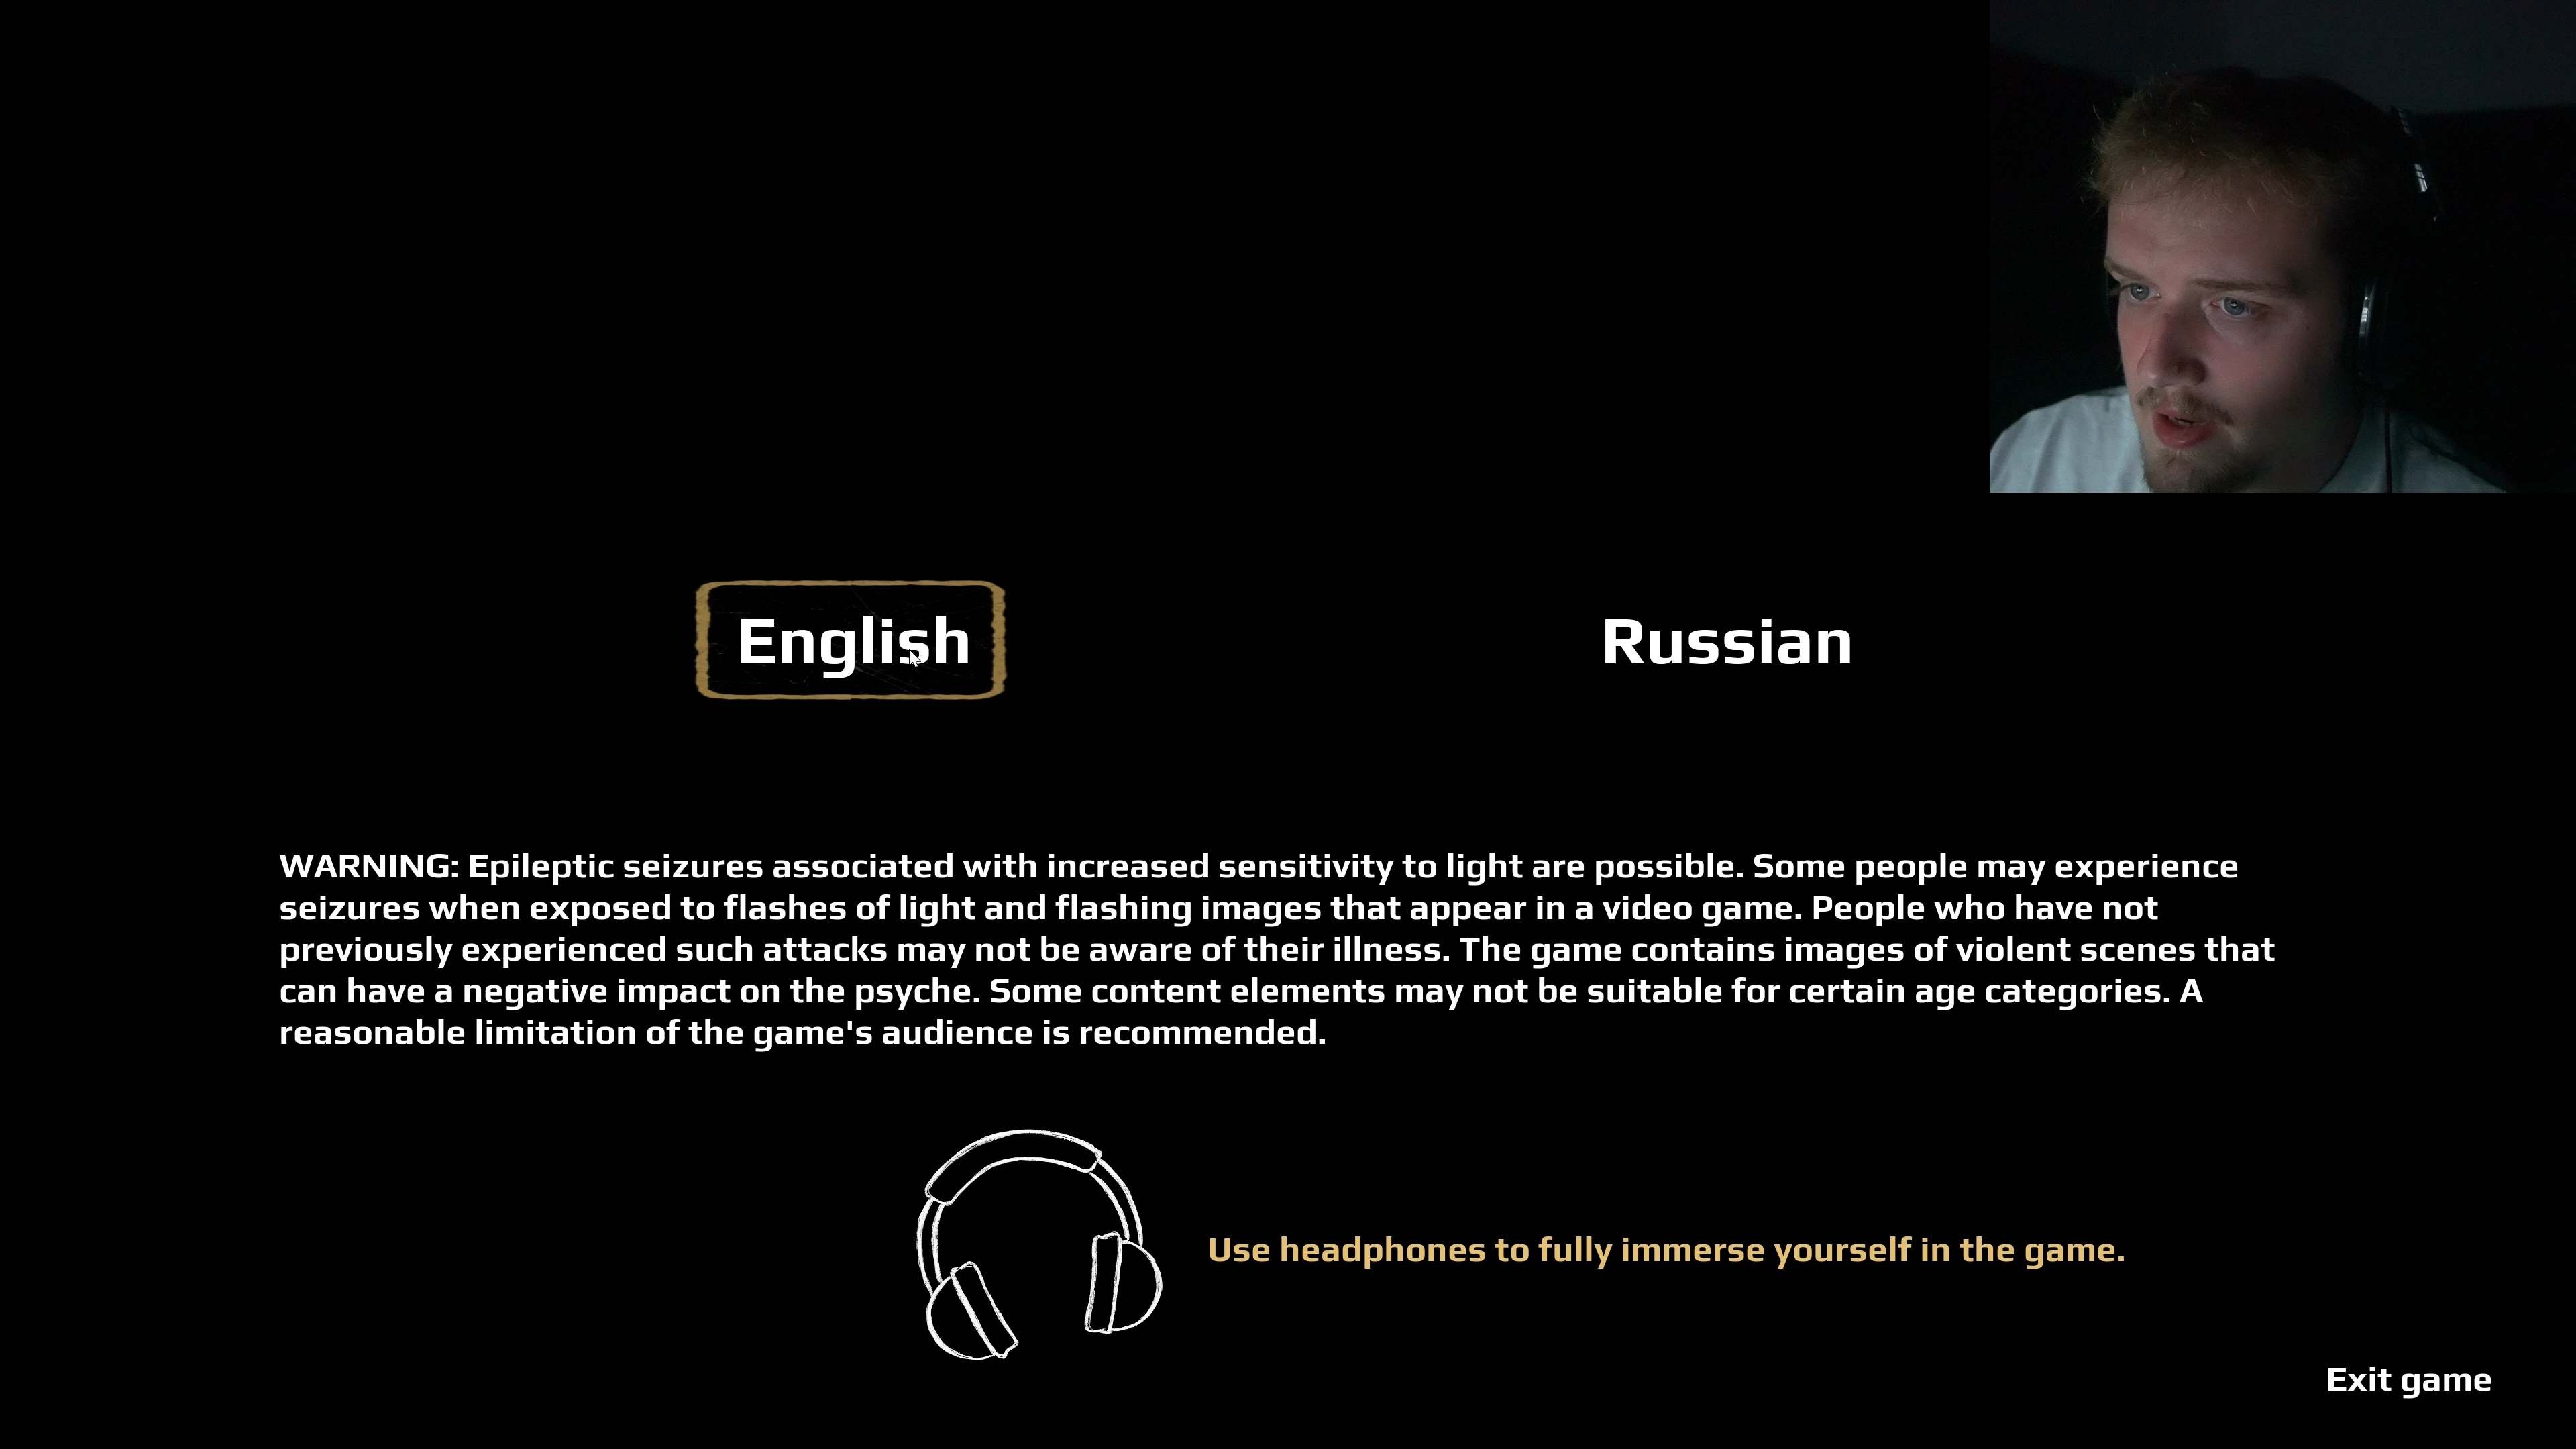 English
Russian
WARNING: Epileptic seizures associated with increased sensitivity to light are possible. Some people may experience
seizures when exposed to flashes of light and flashing images that appear in a video game. People who have not
previously experienced such attacks may not be aware of their illness. The game contains images of violent scenes that
can have a negative impact on the psyche. Some content elements may not be suitable for certain age categories. A
reasonable limitation of the game's audience is recommended.
Use headphones to fully immerse yourself in the game.
Exit game